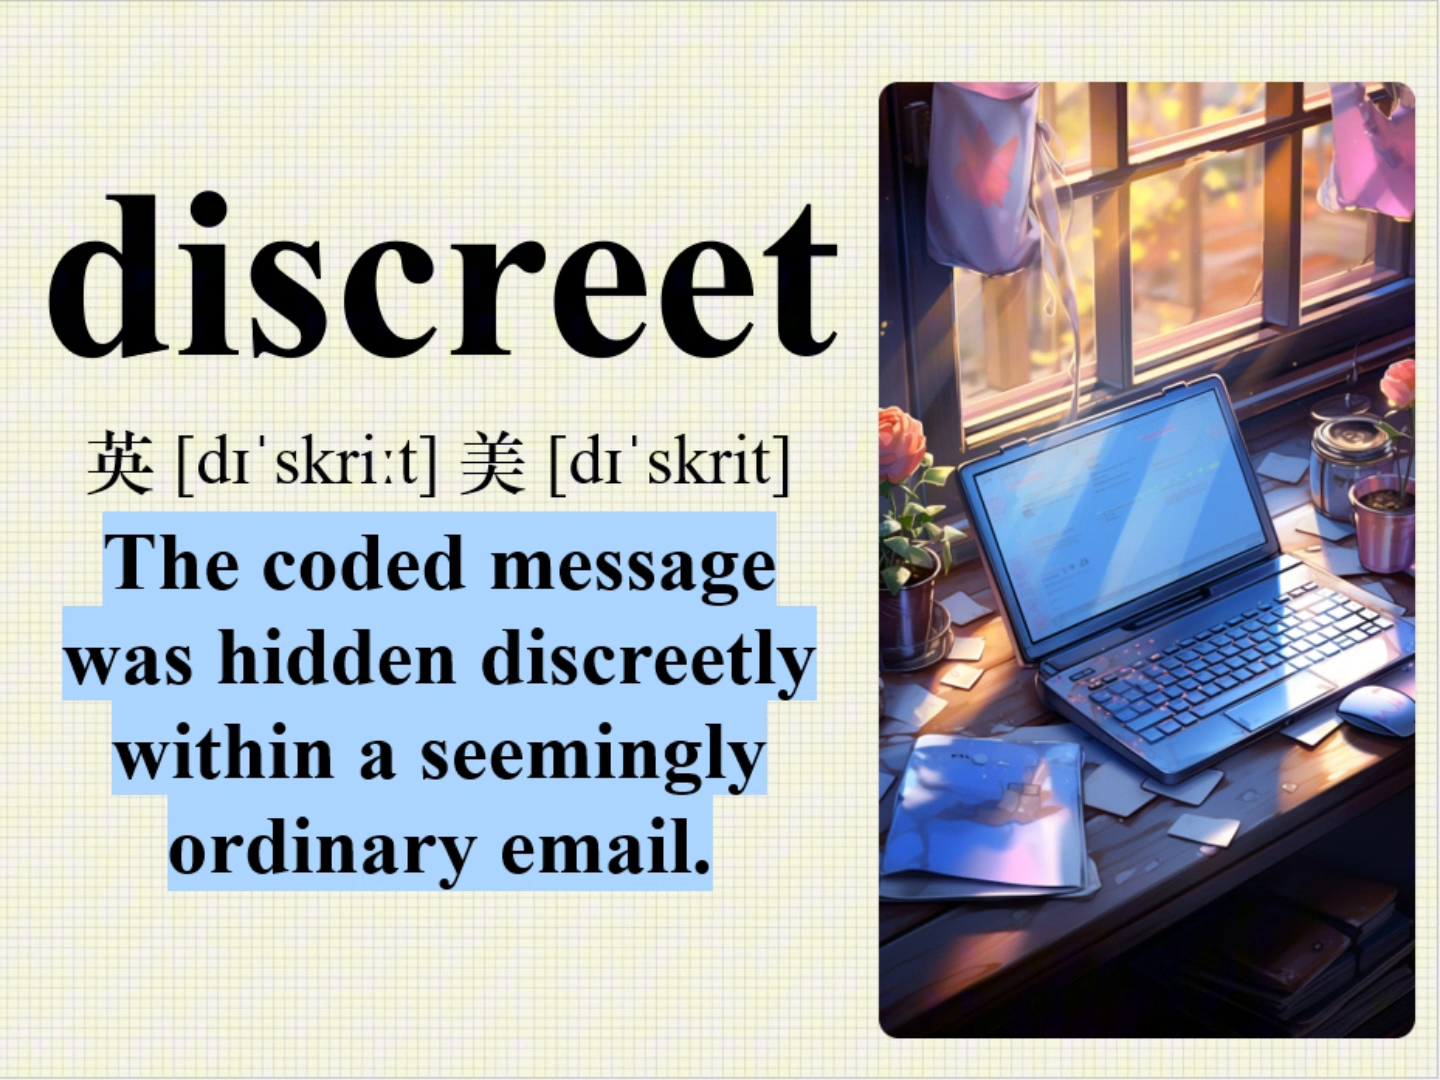 discreet
英 [dɪˈskriːt] 美 [dɪˈskrit]
The coded message
was hidden discreetly
within a seemingly
ordinary email.